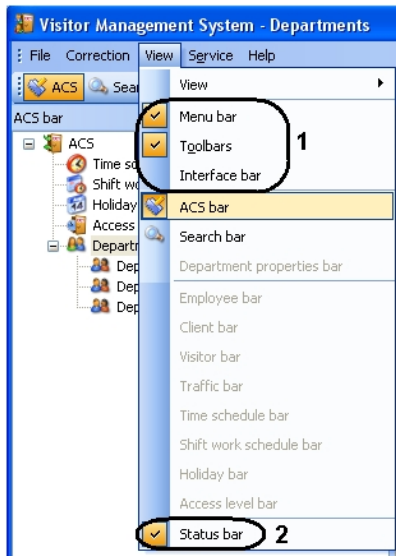 Visitor Management System - Departments
File Correction View Service Help
ACS Sear
View
ACS bar
Menu bar
Toolbars
Interface bar
1
ACS bar
Search bar
Department properties bar
Employee bar
Client bar
Visitor bar
Traffic bar
Time schedule bar
Shift work schedule bar
Holiday bar
Access level bar
Status bar
2
ACS
Time sc
Shift wo
Holiday
Access
Departm
Dep
Dep
Dep